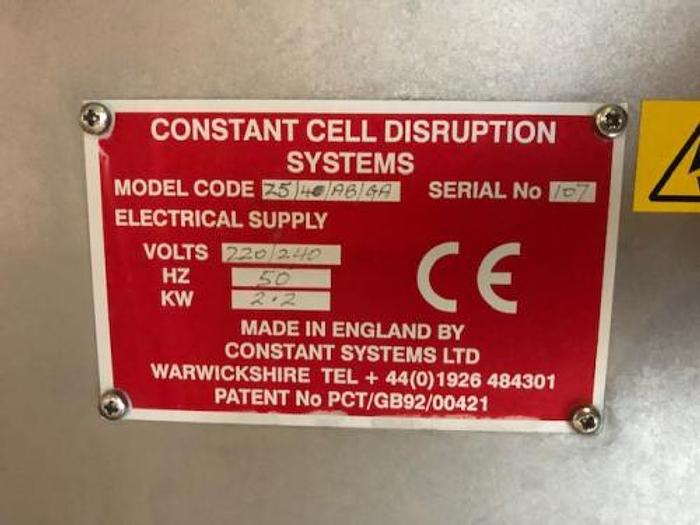 CONSTANT CELL DISRUPTION
SYSTEMS
MODEL CODE Z5/40/AB/GA SERIAL No 107
ELECTRICAL SUPPLY
VOLTS 220/240
HZ 50
KW 2.2
CE
MADE IN ENGLAND BY
CONSTANT SYSTEMS LTD
WARWICKSHIRE TEL + 44(0)1926 484301
PATENT No PCT/GB92/00421